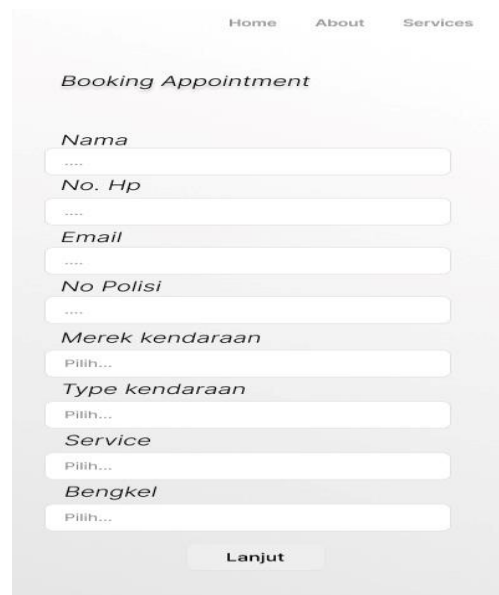 Home About Services
Booking Appointment
Nama
....
No. Hp
....
Email
....
No Polisi
....
Merek kendaraan
Pilih...
Type kendaraan
Pilih...
Service
Pilih...
Bengkel
Pilih...
Lanjut